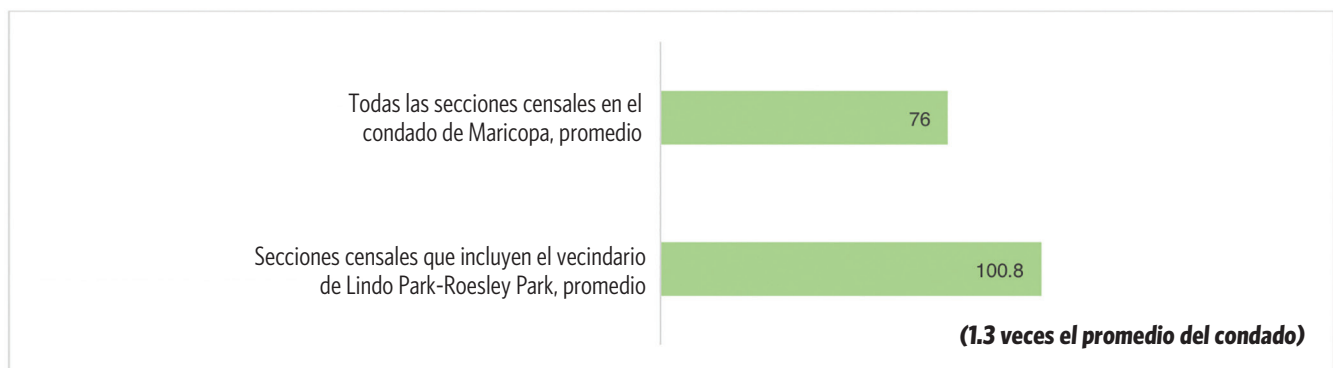 Todas las secciones censales en el
condado de Maricopa, promedio
76
Secciones censales que incluyen el vecindario
de Lindo Park-Roesley Park, promedio
100.8
(1.3 veces el promedio del condado)